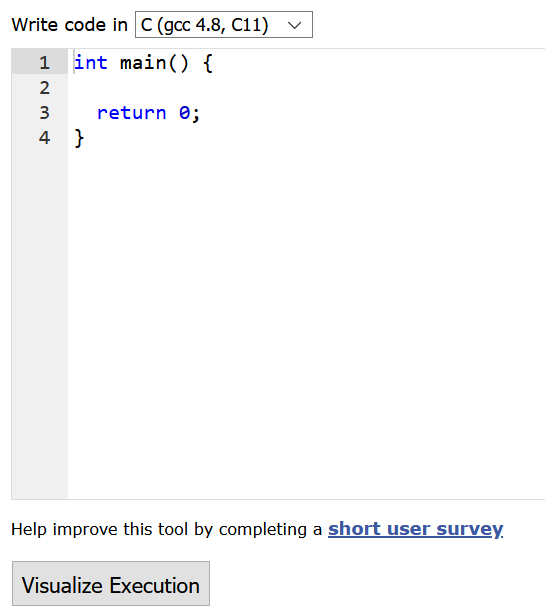 Write code in C (gcc 4.8, C11)
1 int main() {
2
3   return 0;
4 }
Help improve this tool by completing a short user survey
Visualize Execution